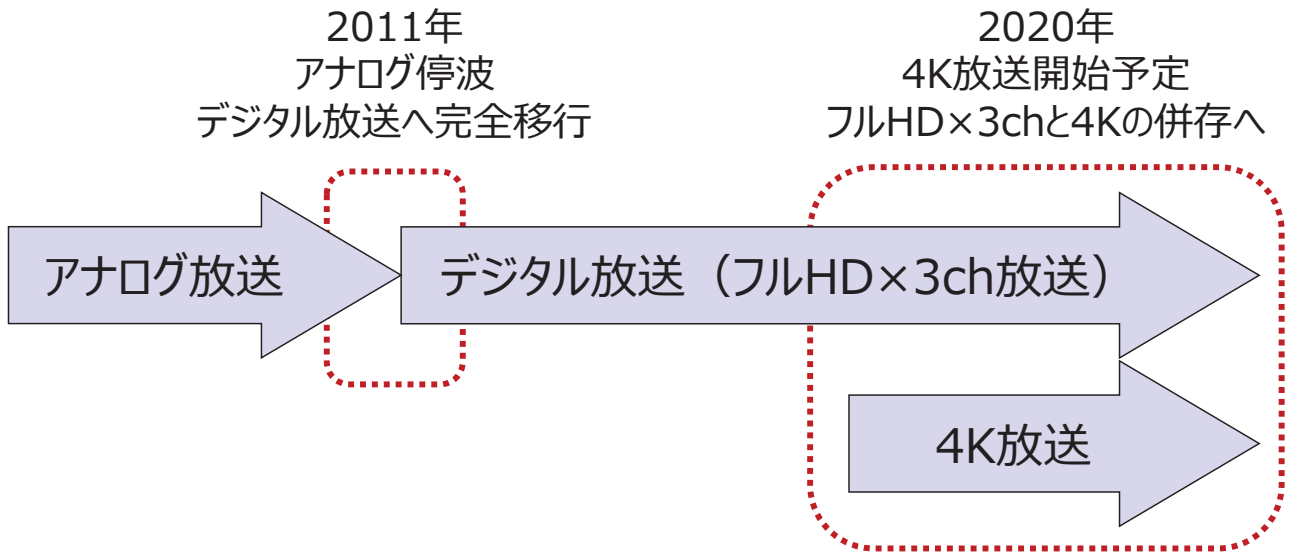 2011年
アナログ停波
デジタル放送へ完全移行
2020年
4K放送開始予定
フルHD×3chと4Kの併存へ
アナログ放送
デジタル放送（フルHD×3ch放送）
4K放送